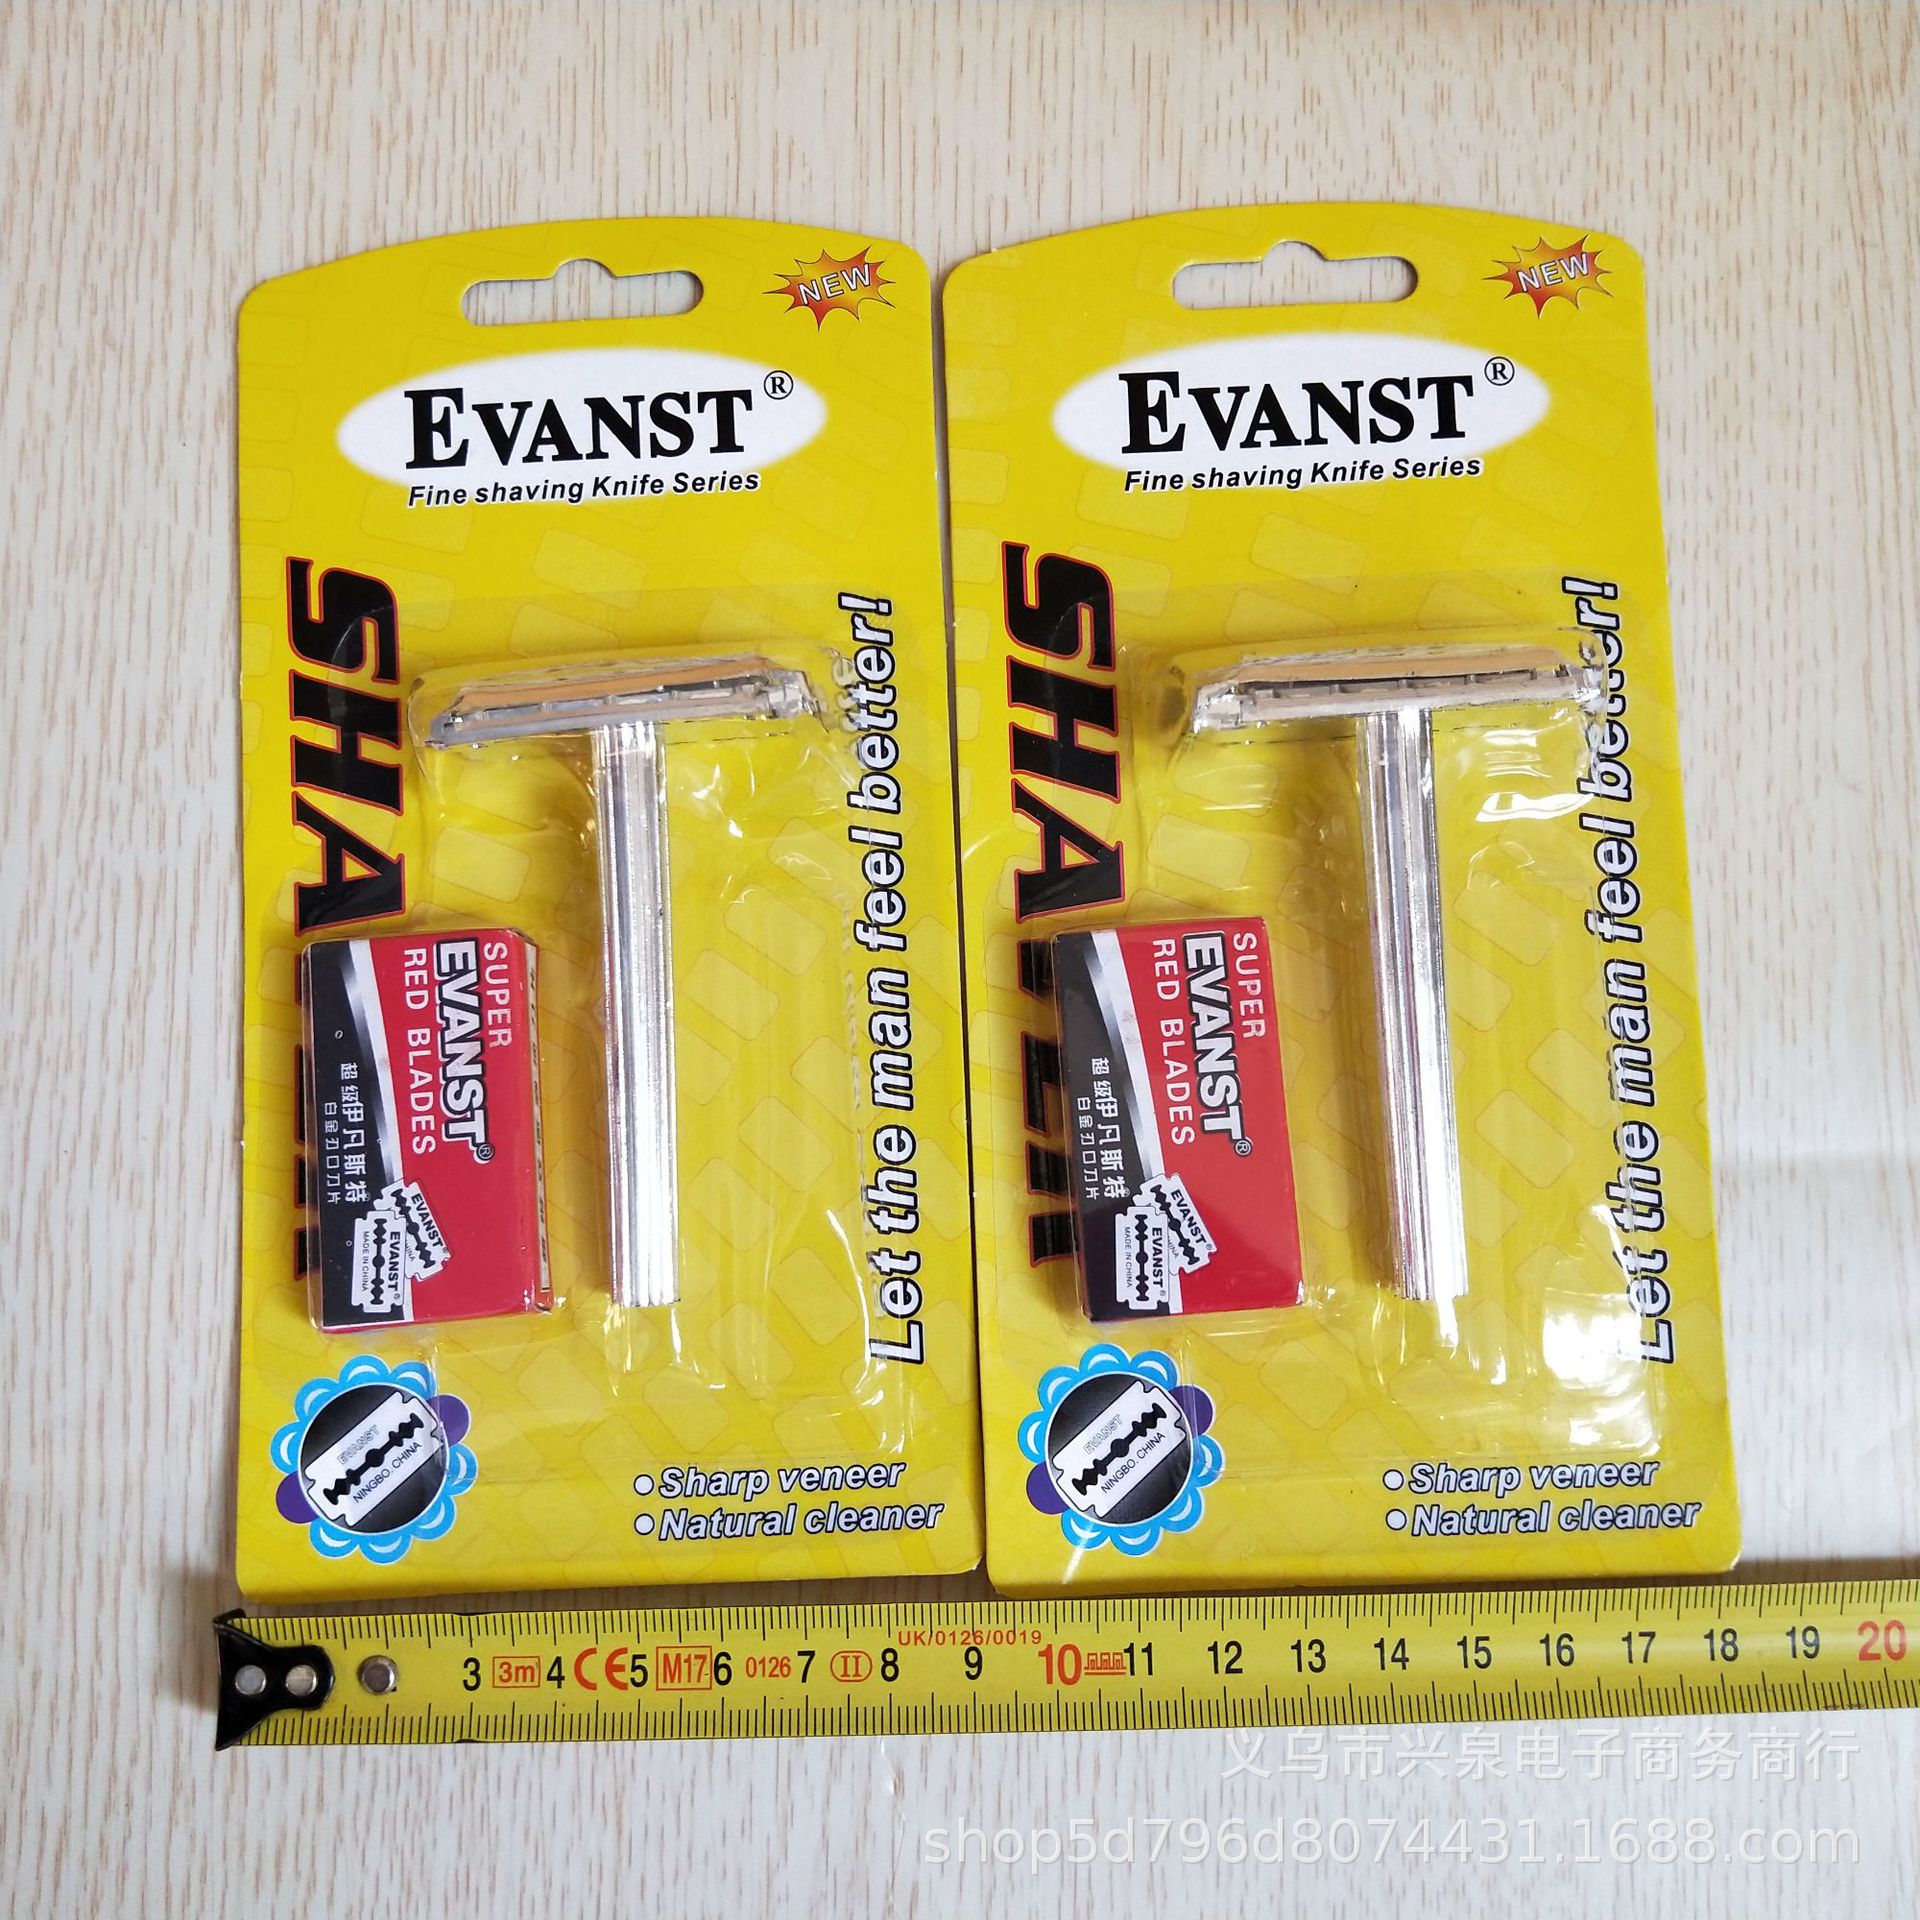 NEW
EVANST®
Fine shaving Knife Series
SHA
Let the man feel better!
SUPER
EVANST®
RED BLADES
超级伊凡斯特®
白金刃口刀片
EVANST®
EVANST®
MADE IN CHINA
EVANST
NINGBO. CHINA
●Sharp veneer
●Natural cleaner
NEW
EVANST®
Fine shaving Knife Series
SHA
Let the man feel better!
SUPER
EVANST®
RED BLADES
超级伊凡斯特®
白金刃口刀片
EVANST®
EVANST®
MADE IN CHINA
EVANST
NINGBO. CHINA
●Sharp veneer
●Natural cleaner
UK/0126/0019
3 3m 4 CE 5 M17 6 0126 7 II 8 9 10 11 12 13 14 15 16 17 18 19 20
义乌市兴泉电子商务商行
shop5d796d8074431.1688.com